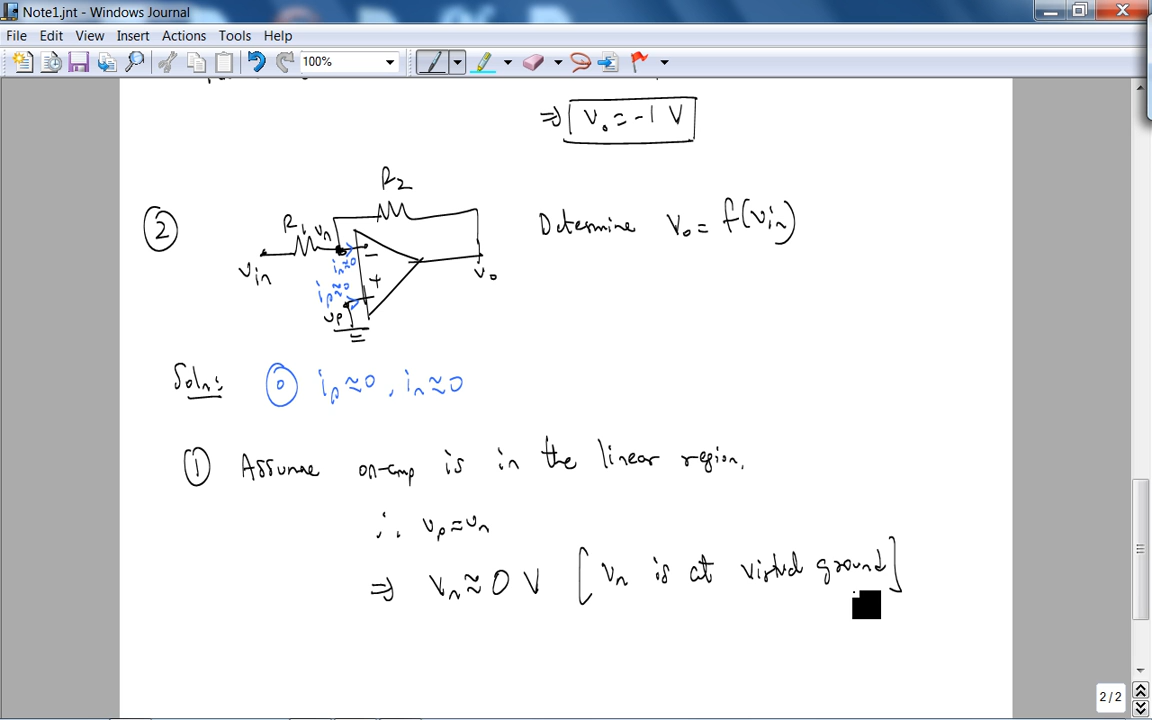 Note1.jnt - Windows Journal
File Edit View Insert Actions Tools Help
100%
⇒ V₀ = -1 V
②
R₂
R₁
vₙ
Vin
iₙ≈0
iₚ≈0
vₚ
−
+
V₀
Determine V₀ = f(Vin)
Soln:
⓪ iₚ≈0, iₙ≈0
① Assume op-amp is in the linear region.
∴ vₚ≈vₙ
⇒ vₙ≈0 V [vₙ is at virtual ground]
2/2